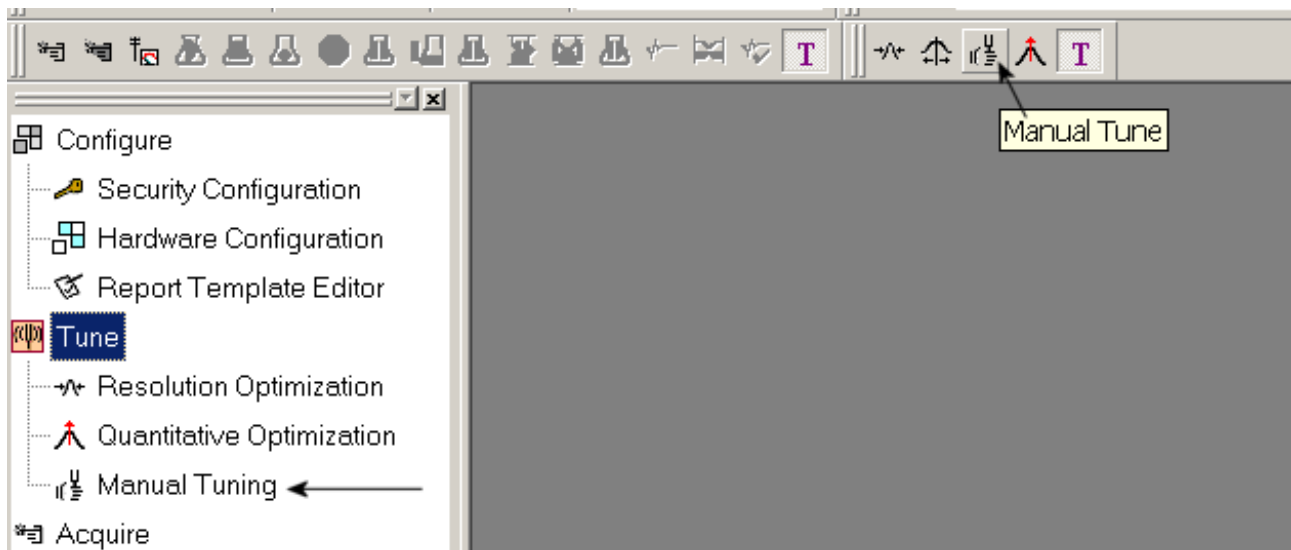 T
T
Manual Tune
Configure
Security Configuration
Hardware Configuration
Report Template Editor
Tune
Resolution Optimization
Quantitative Optimization
Manual Tuning
Acquire